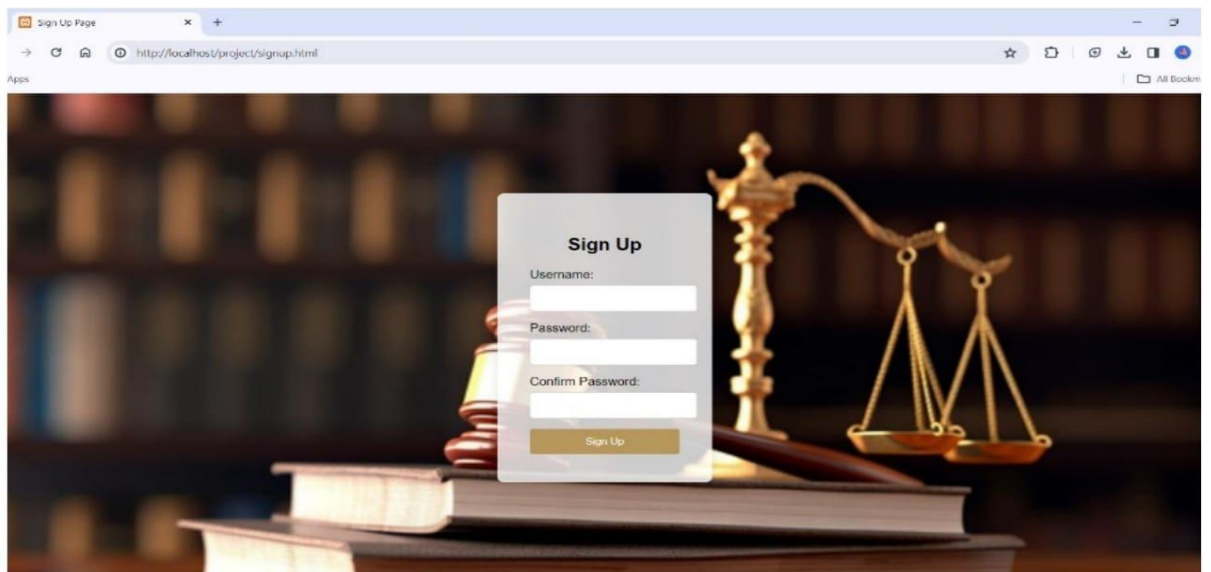 Sign Up Page
http://localhost/project/signup.html
Apps
All Bookm
Sign Up
Username:
Password:
Confirm Password:
Sign Up